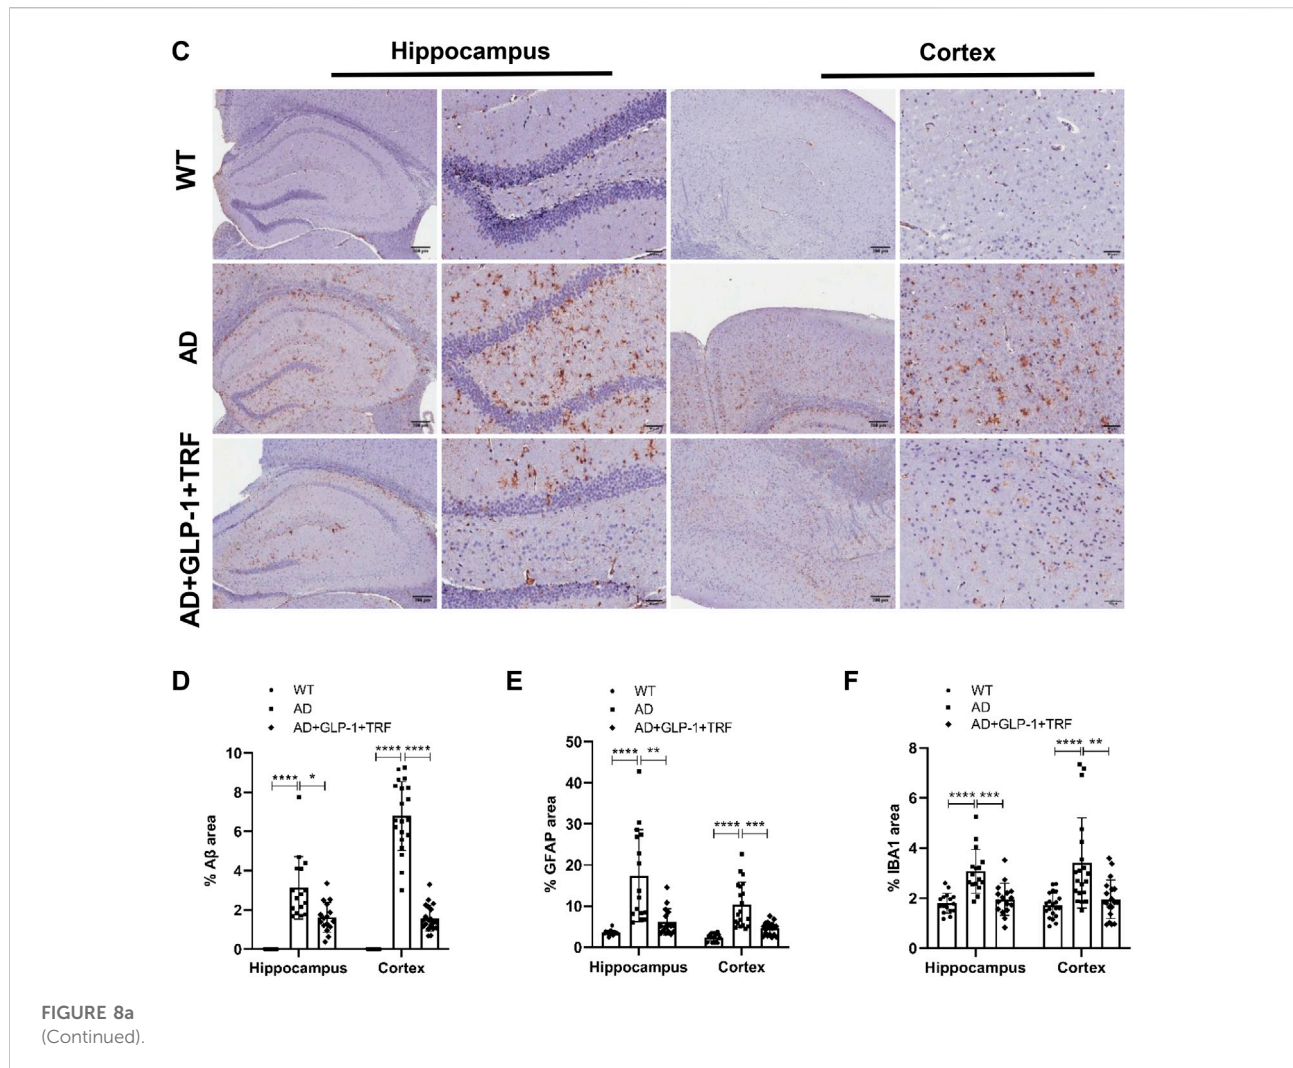 C
Hippocampus
Cortex
WT
AD
AD+GLP-1+TRF
D
WT
AD
AD+GLP-1+TRF
% Aβ area
10
8
6
4
2
0
**** *
**** ****
Hippocampus Cortex
E
WT
AD
AD+GLP-1+TRF
% GFAP area
50
40
30
20
10
0
**** **
**** ***
Hippocampus Cortex
F
WT
AD
AD+GLP-1+TRF
% IBA1 area
8
6
4
2
0
**** ***
**** **
Hippocampus Cortex
FIGURE 8a
(Continued).